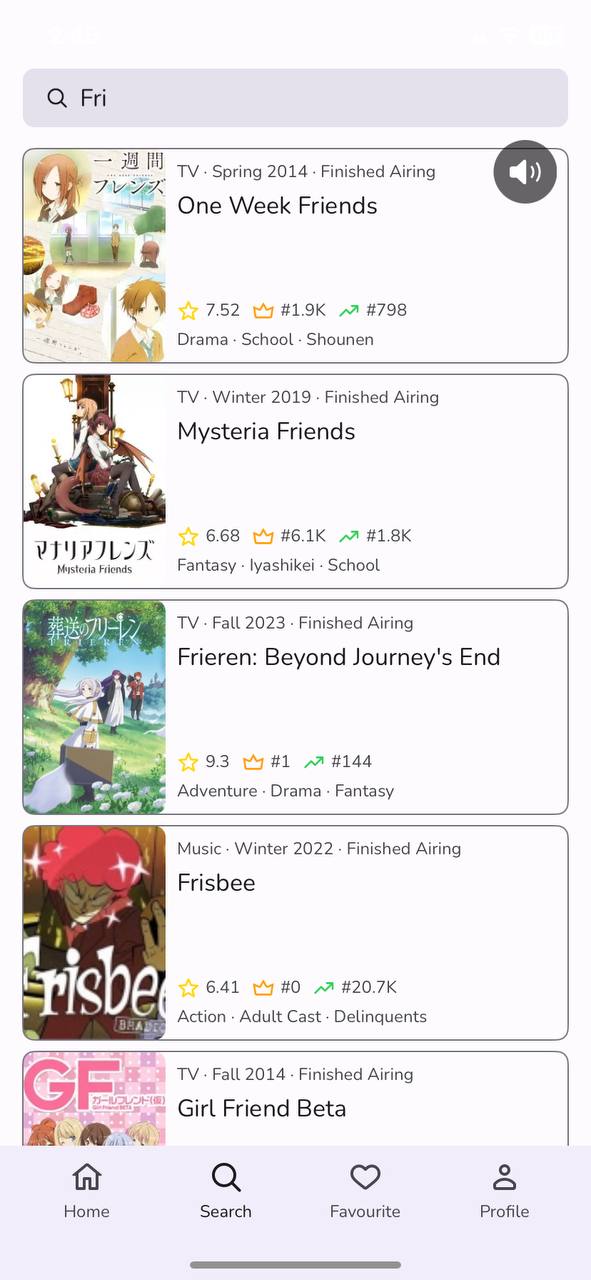 Fri
一週間
フレンズ
TV · Spring 2014 · Finished Airing
One Week Friends
7.52 #1.9K #798
Drama · School · Shounen
マナリアフレンズ
Mysteria Friends
TV · Winter 2019 · Finished Airing
Mysteria Friends
6.68 #6.1K #1.8K
Fantasy · Iyashikei · School
葬送のフリーレン
FRIEREN
TV · Fall 2023 · Finished Airing
Frieren: Beyond Journey's End
9.3 #1 #144
Adventure · Drama · Fantasy
Frisbee
Music · Winter 2022 · Finished Airing
Frisbee
6.41 #0 #20.7K
Action · Adult Cast · Delinquents
GF
ガールフレンド(仮)
Girl Friend BETA
TV · Fall 2014 · Finished Airing
Girl Friend Beta
Home Search Favourite Profile